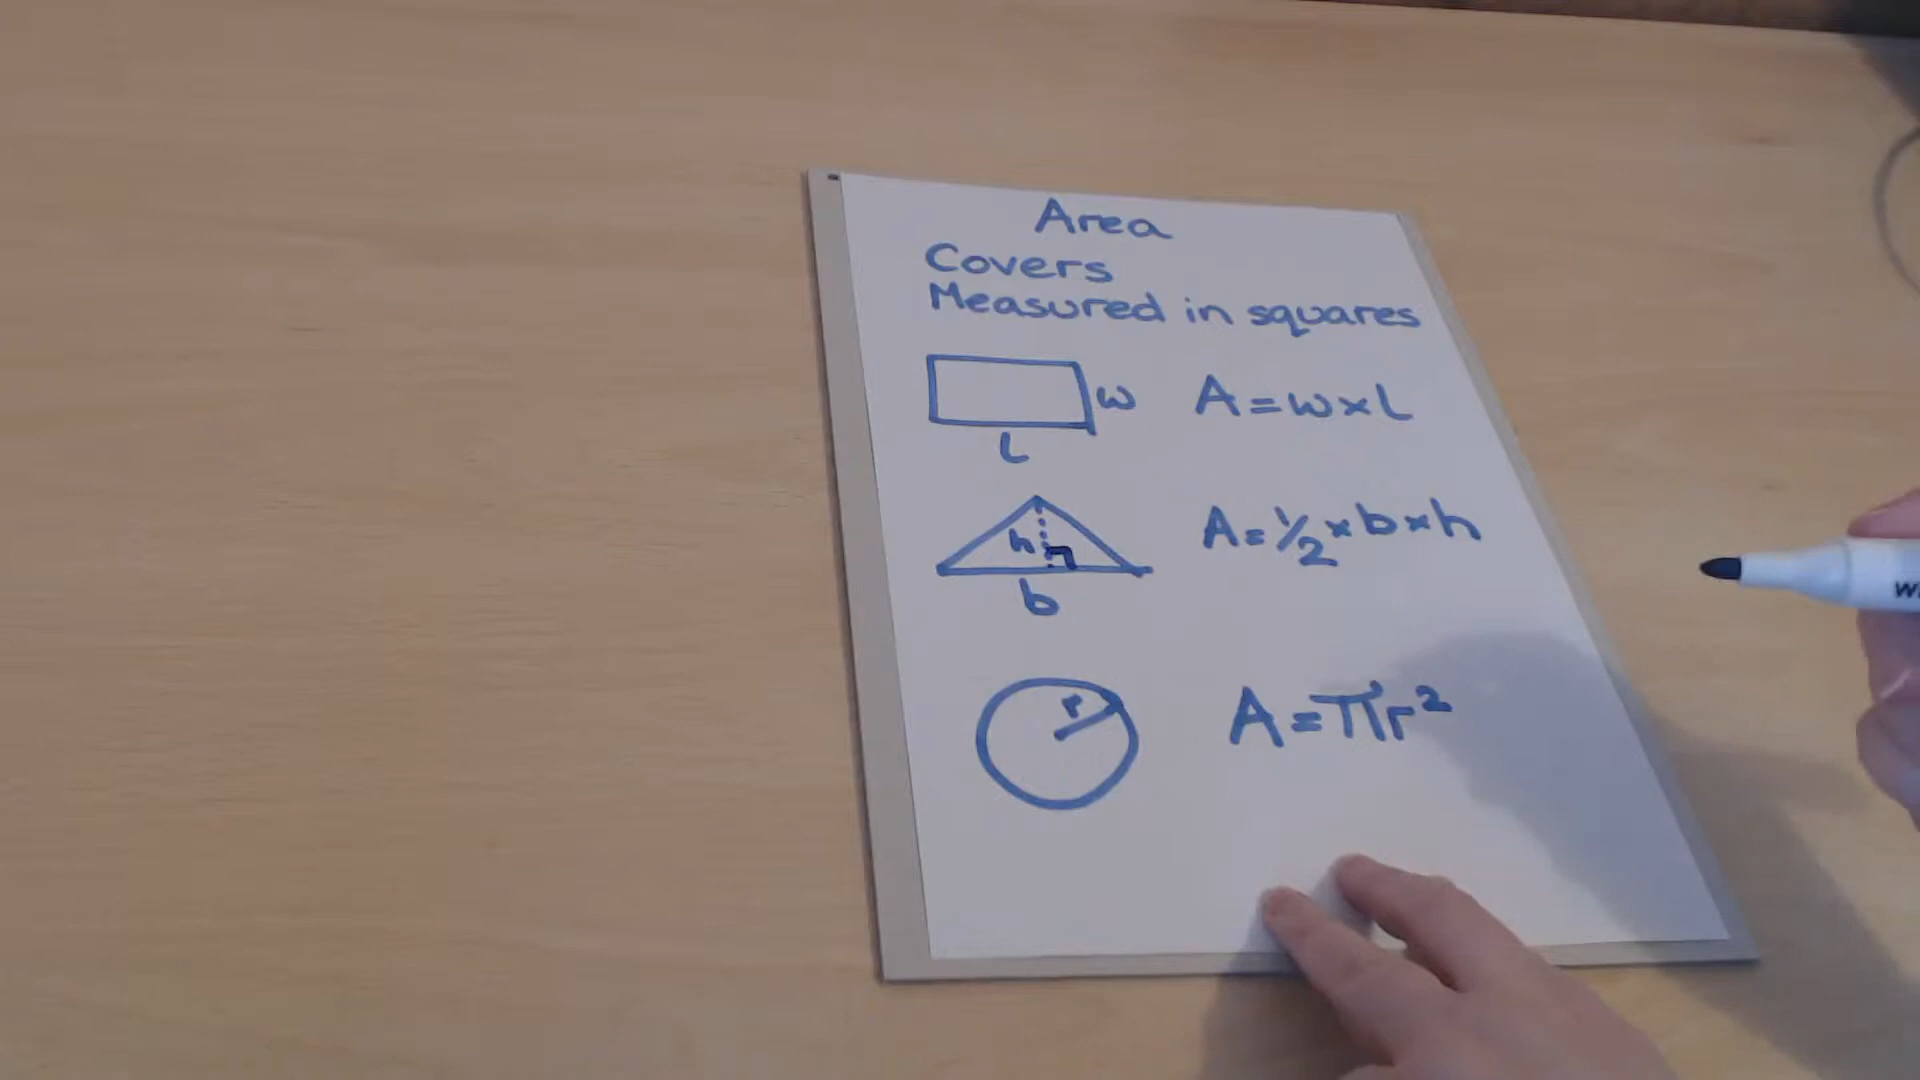 Area
Covers
Measured in squares
w A = w x L
L
h A = 1/2 x b x h
b
r A = πr²